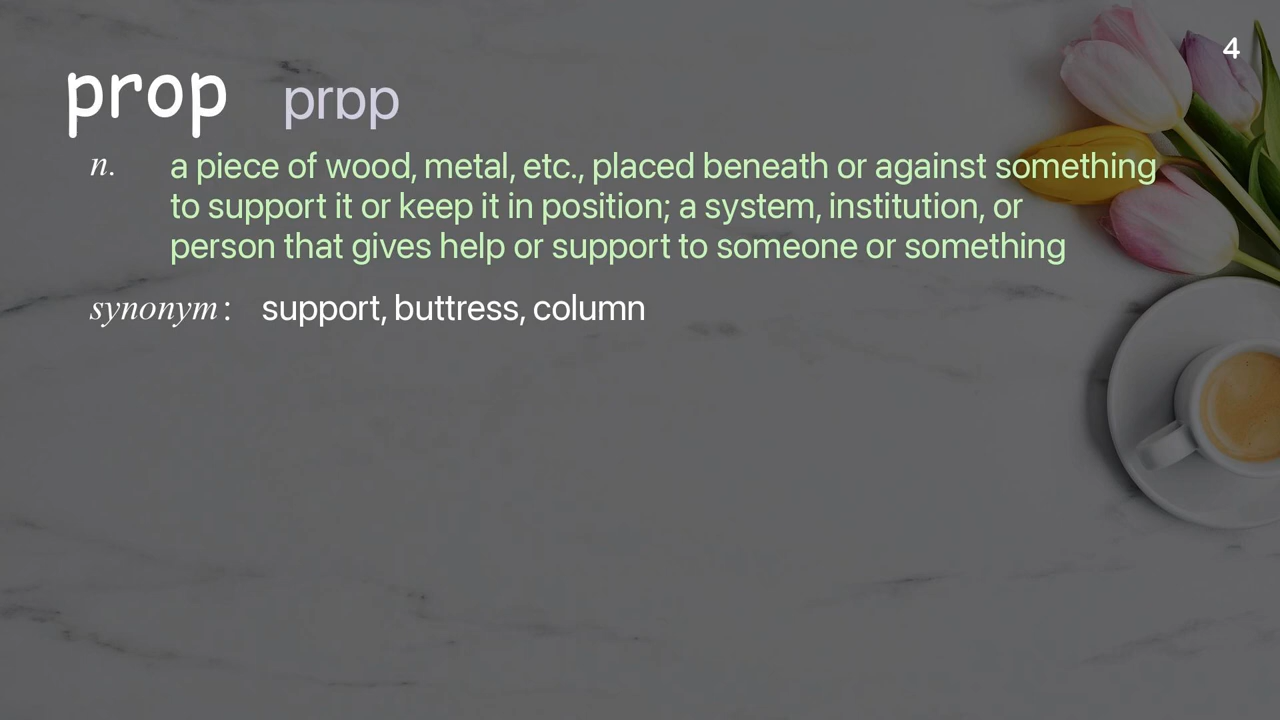 4
prop prɒp
n. a piece of wood, metal, etc., placed beneath or against something
to support it or keep it in position; a system, institution, or
person that gives help or support to someone or something
synonym: support, buttress, column